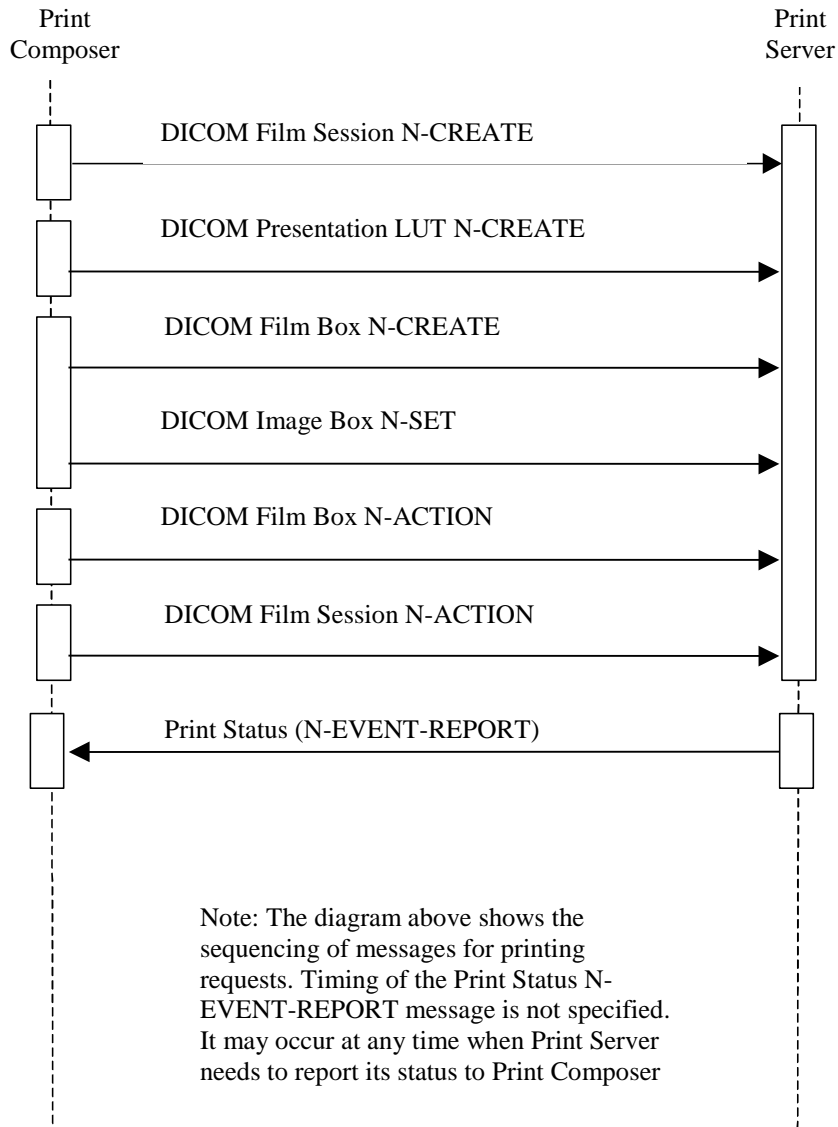 Print
Composer
Print
Server
DICOM Film Session N-CREATE
DICOM Presentation LUT N-CREATE
DICOM Film Box N-CREATE
DICOM Image Box N-SET
DICOM Film Box N-ACTION
DICOM Film Session N-ACTION
Print Status (N-EVENT-REPORT)
Note: The diagram above shows the
sequencing of messages for printing
requests. Timing of the Print Status N-
EVENT-REPORT message is not specified.
It may occur at any time when Print Server
needs to report its status to Print Composer